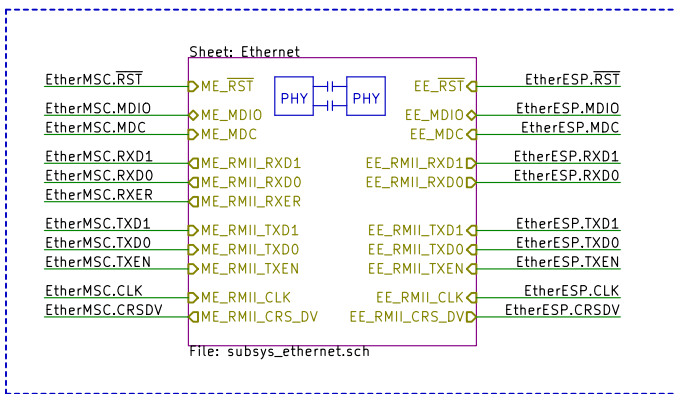 Sheet: Ethernet
EtherMSC.RST
ME_RST
PHY
PHY
EE_RST
EtherESP.RST
EtherMSC.MDIO
ME_MDIO
EE_MDIO
EtherESP.MDIO
EtherMSC.MDC
ME_MDC
EE_MDC
EtherESP.MDC
EtherMSC.RXD1
ME_RMII_RXD1
EE_RMII_RXD1
EtherESP.RXD1
EtherMSC.RXD0
ME_RMII_RXD0
EE_RMII_RXD0
EtherESP.RXD0
EtherMSC.RXER
ME_RMII_RXER
EtherMSC.TXD1
ME_RMII_TXD1
EE_RMII_TXD1
EtherESP.TXD1
EtherMSC.TXD0
ME_RMII_TXD0
EE_RMII_TXD0
EtherESP.TXD0
EtherMSC.TXEN
ME_RMII_TXEN
EE_RMII_TXEN
EtherESP.TXEN
EtherMSC.CLK
ME_RMII_CLK
EE_RMII_CLK
EtherESP.CLK
EtherMSC.CRSDV
ME_RMII_CRS_DV
EE_RMII_CRS_DV
EtherESP.CRSDV
File: subsys_ethernet.sch